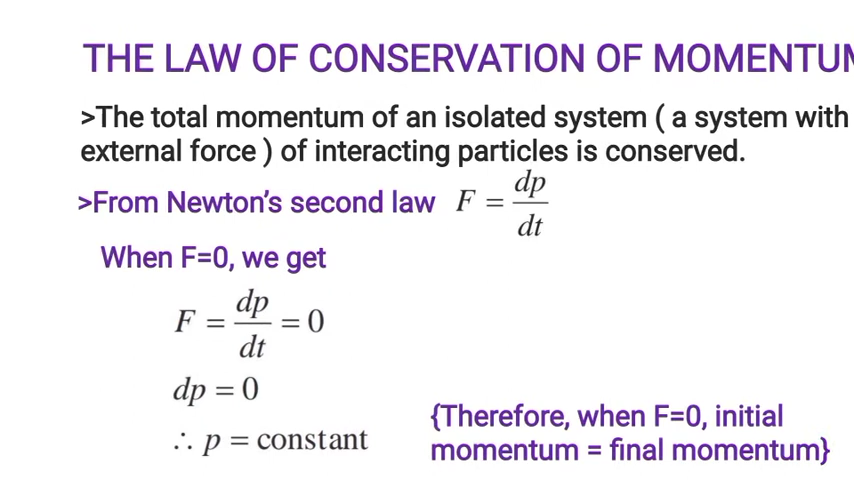 THE LAW OF CONSERVATION OF MOMENTUM
>The total momentum of an isolated system ( a system with
external force ) of interacting particles is conserved.
>From Newton's second law F = dp/dt
When F=0, we get
F = dp/dt = 0
dp = 0
∴ p = constant
{Therefore, when F=0, initial
momentum = final momentum}